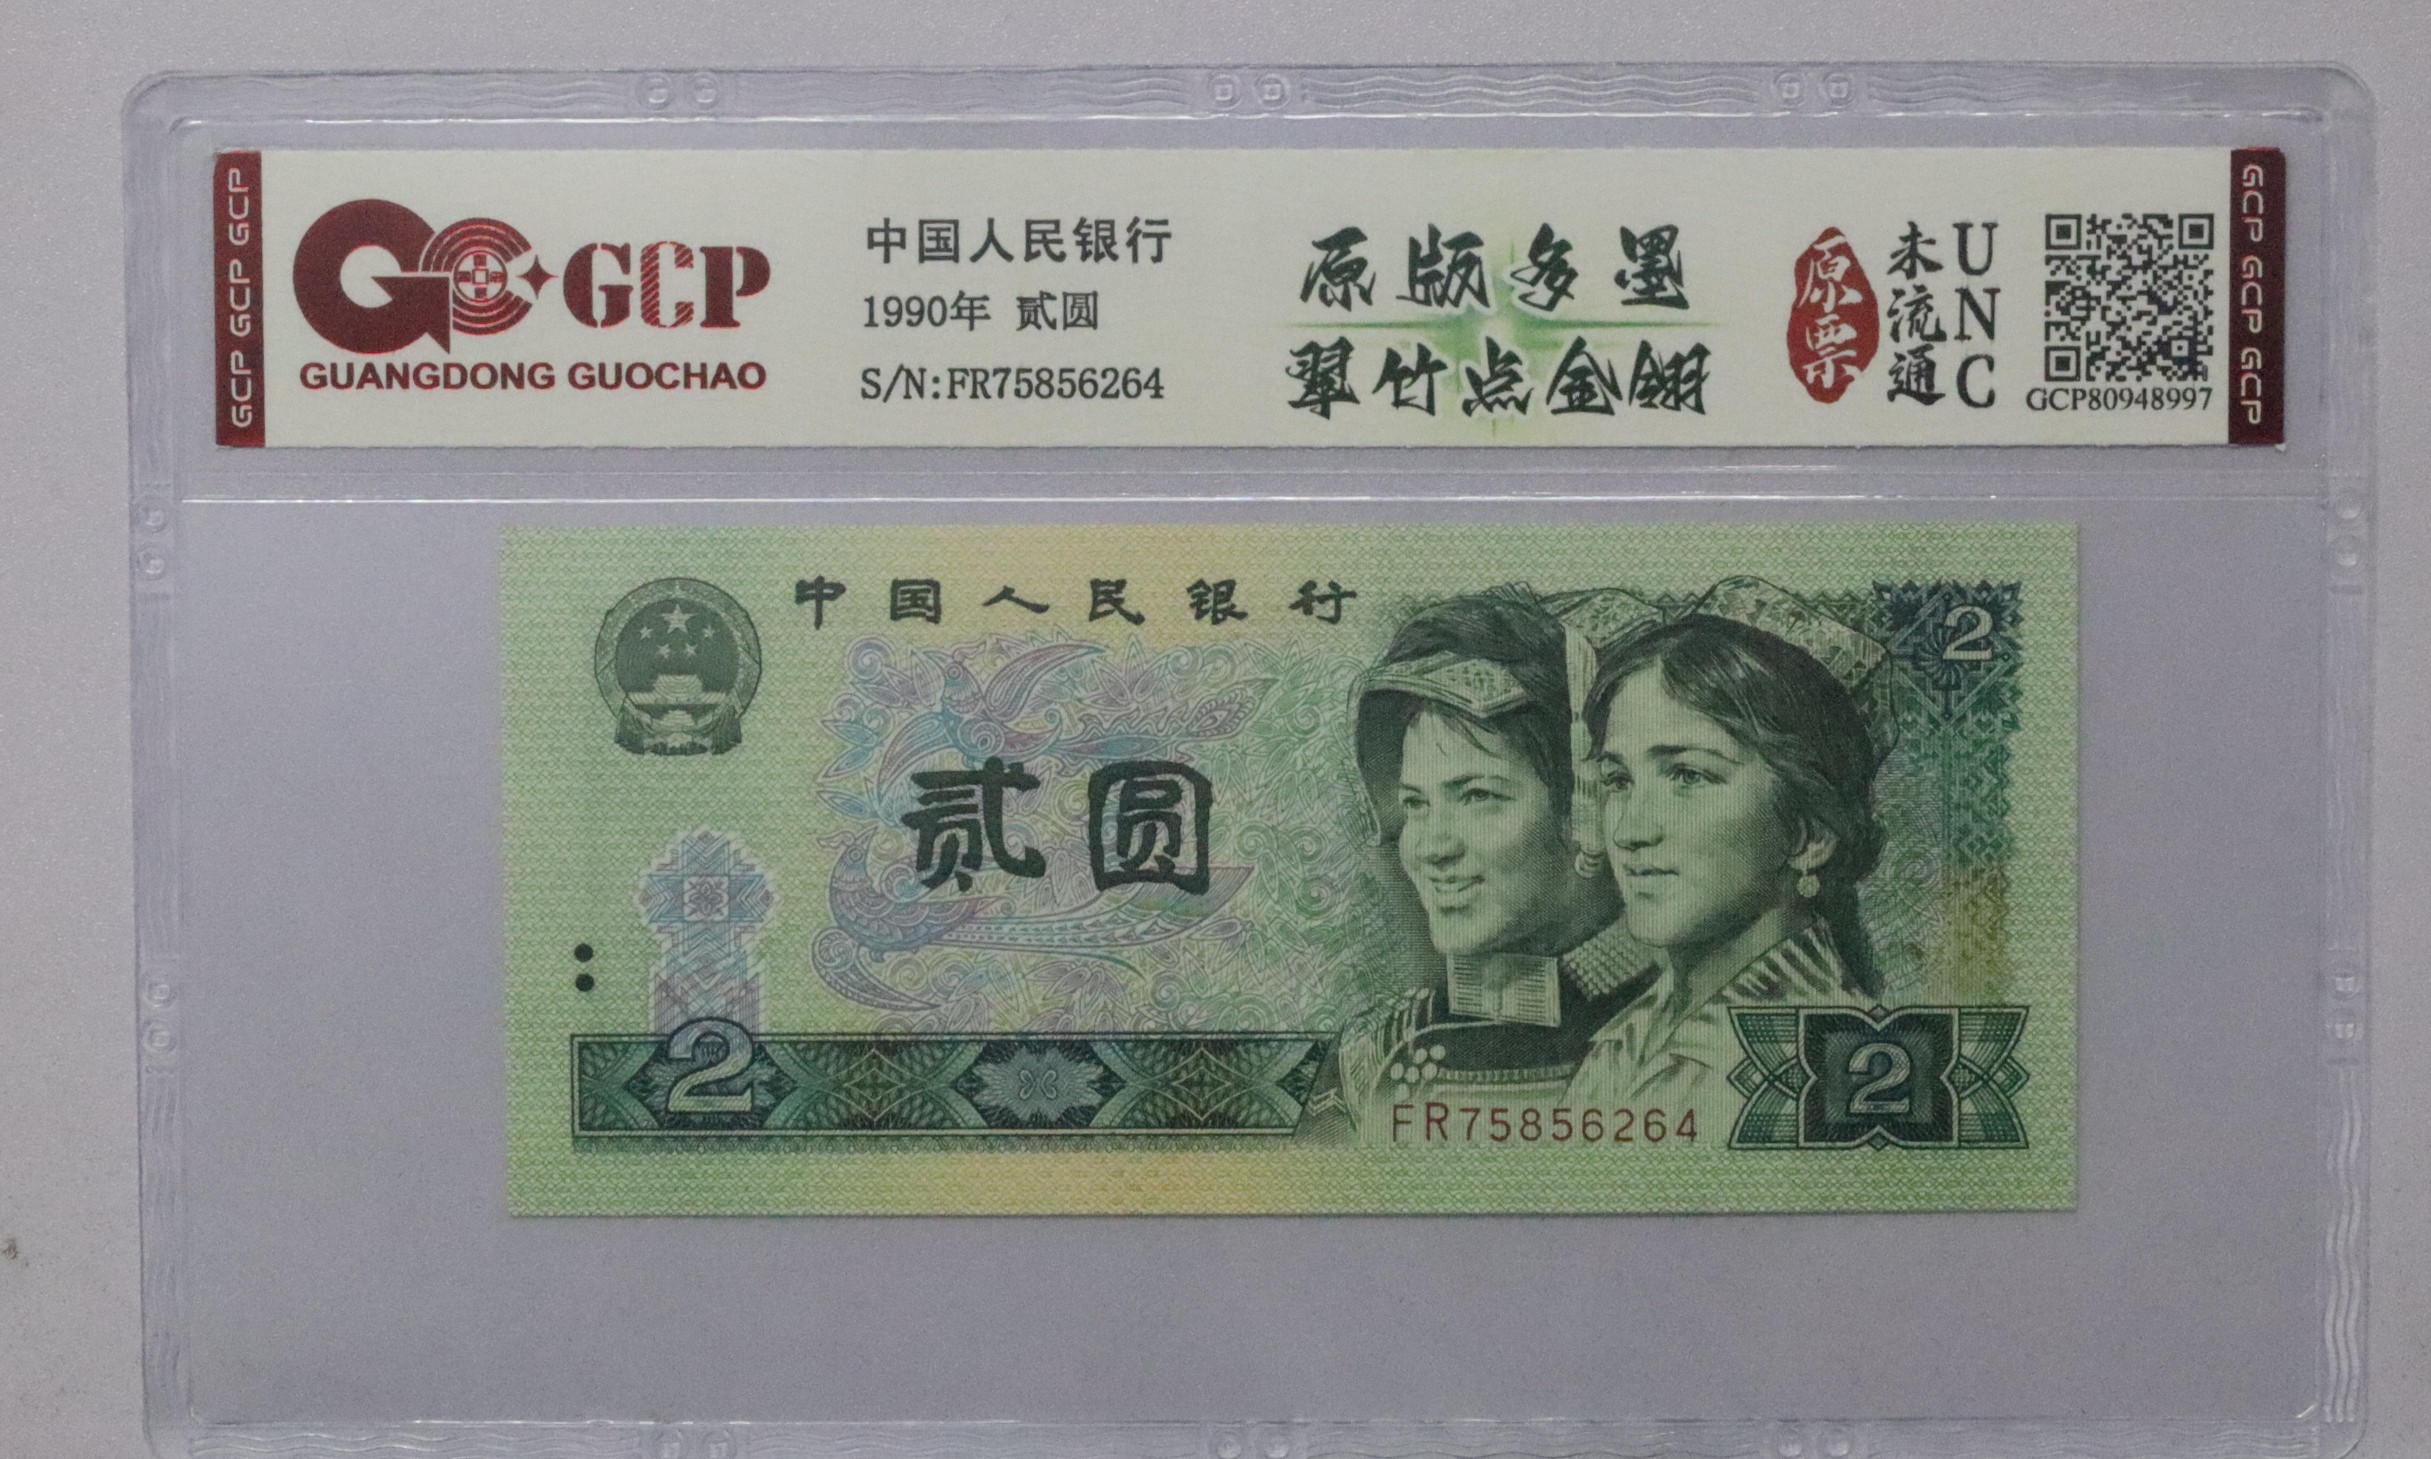 GCP GCP GCP
GCP
GUANGDONG GUOCHAO
中国人民银行
1990年 贰圆
S/N:FR75856264
原版多墨
翠竹点金翎
原票
未流通
UNC
GCP80948997
GCP GCP GCP
中国人民银行
2
贰圆
2
FR75856264
2